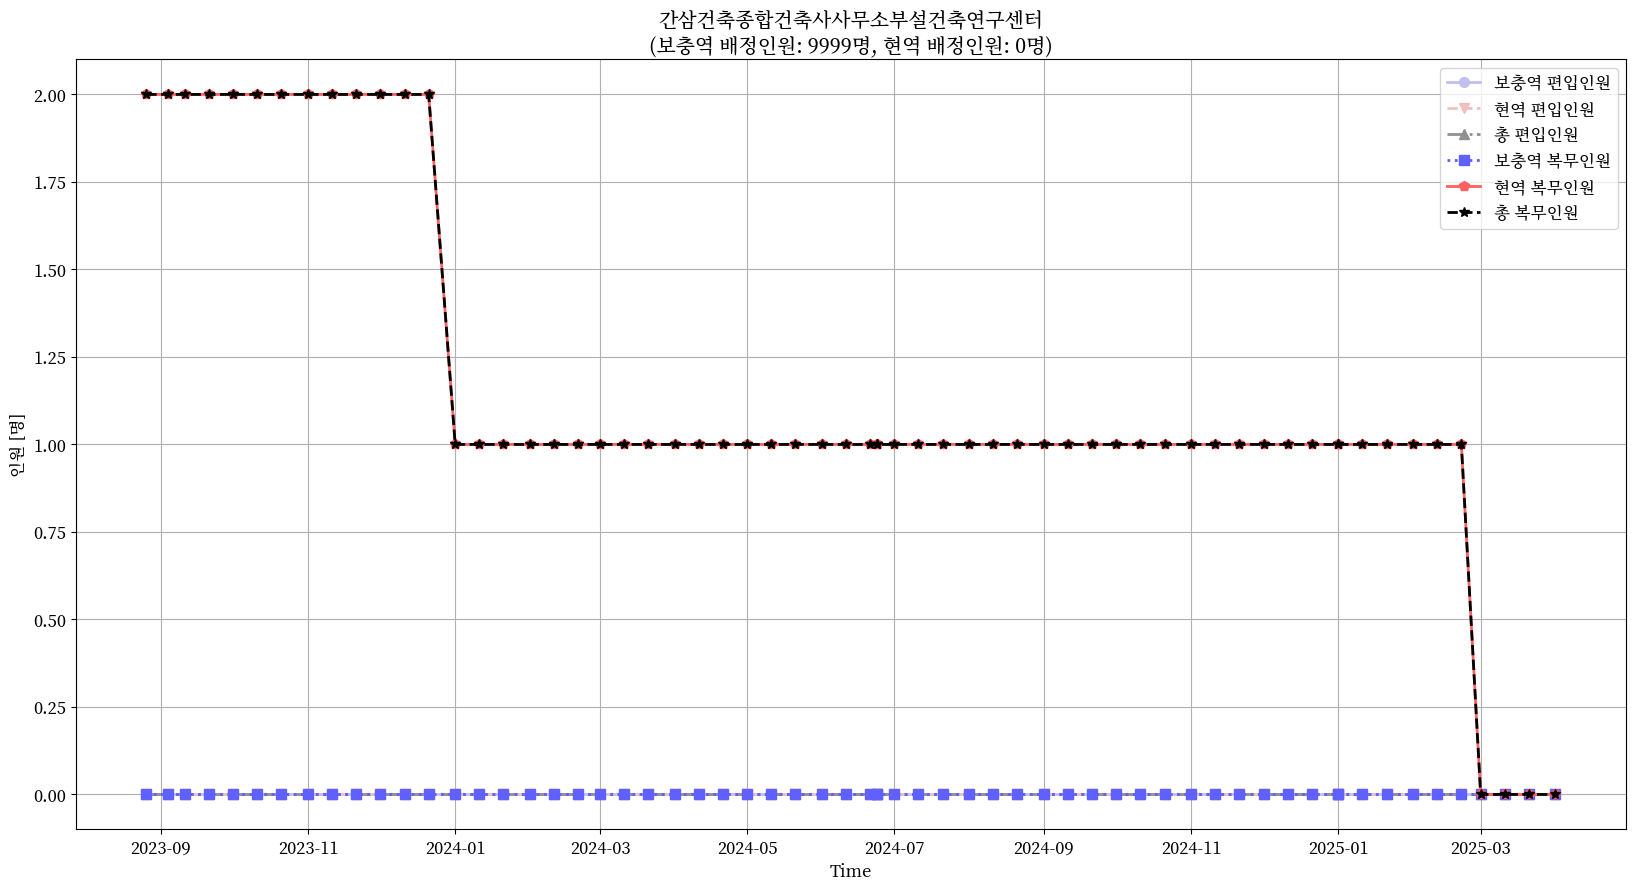 간삼건축종합건축사사무소부설건축연구센터
(보충역 배정인원: 9999명, 현역 배정인원: 0명)
보충역 편입인원
현역 편입인원
총 편입인원
보충역 복무인원
현역 복무인원
총 복무인원
인원 [명]
2.00
1.75
1.50
1.25
1.00
0.75
0.50
0.25
0.00
2023-09
2023-11
2024-01
2024-03
2024-05
2024-07
2024-09
2024-11
2025-01
2025-03
Time